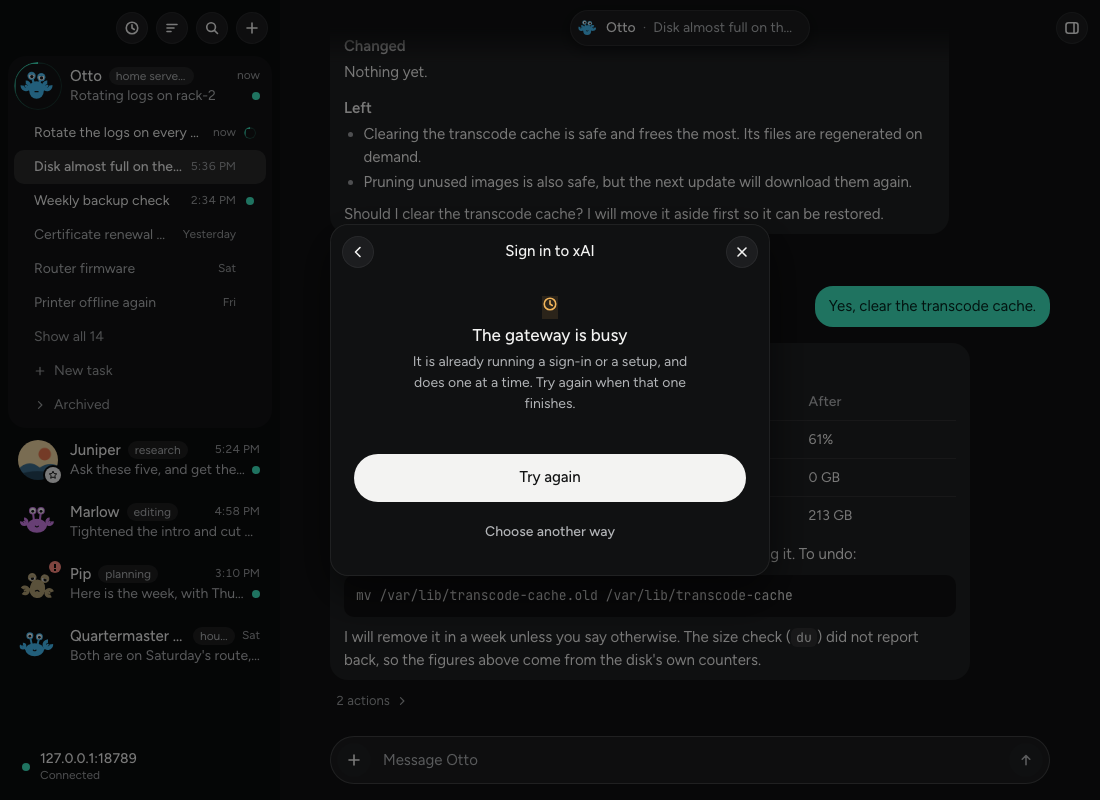 Otto home serve... now
Rotating logs on rack-2
Rotate the logs on every ... now
Disk almost full on the... 5:36 PM
Weekly backup check 2:34 PM
Certificate renewal ... Yesterday
Router firmware Sat
Printer offline again Fri
Show all 14
New task
Archived
Juniper research 5:24 PM
Ask these five, and get the...
Marlow editing 4:58 PM
Tightened the intro and cut ...
Pip planning 3:10 PM
Here is the week, with Thu...
Quartermaster ... hou... Sat
Both are on Saturday's route,...
127.0.0.1:18789
Connected
Otto · Disk almost full on th...
Changed
Nothing yet.
Left
Clearing the transcode cache is safe and frees the most. Its files are regenerated on
demand.
Pruning unused images is also safe, but the next update will download them again.
Should I clear the transcode cache? I will move it aside first so it can be restored.
Yes, clear the transcode cache.
Sign in to xAI
The gateway is busy
It is already running a sign-in or a setup, and
does one at a time. Try again when that one
finishes.
Try again
Choose another way
After
61%
0 GB
213 GB
g it. To undo:
mv /var/lib/transcode-cache.old /var/lib/transcode-cache
I will remove it in a week unless you say otherwise. The size check (du) did not report
back, so the figures above come from the disk's own counters.
2 actions
Message Otto